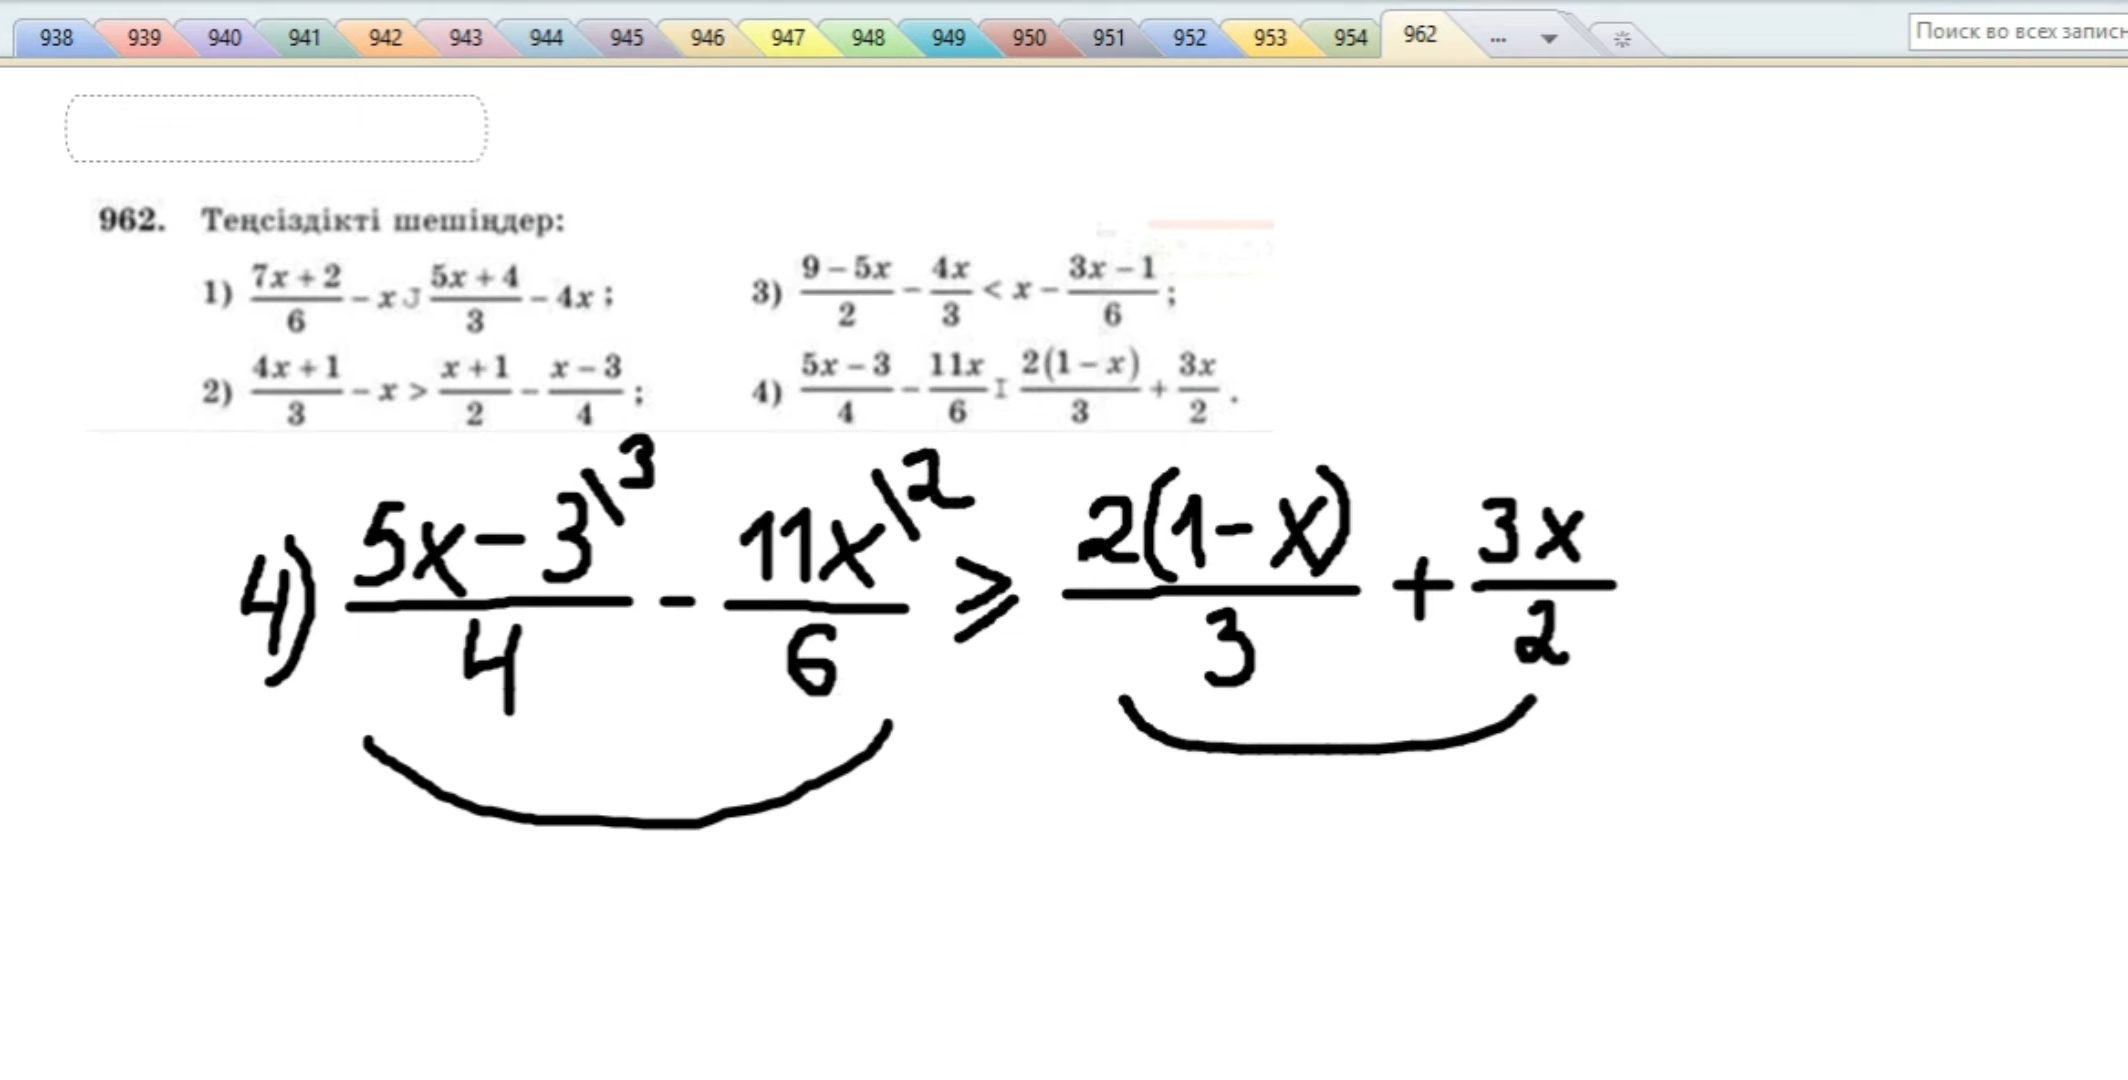 938 939 940 941 942 943 944 945 946 947 948 949 950 951 952 953 954 962 ... Поиск во всех запис
962. Теңсіздікті шешіңдер:
1) (7x + 2)/6 − x J (5x + 4)/3 − 4x ;
3) (9 − 5x)/2 − 4x/3 < x − (3x − 1)/6 ;
2) (4x + 1)/3 − x > (x + 1)/2 − (x − 3)/4 ;
4) (5x − 3)/4 − 11x/6 I 2(1 − x)/3 + 3x/2 .
4) (5x − 3\3)/4 − (11x\2)/6 ⩾ 2(1 − x)/3 + 3x/2